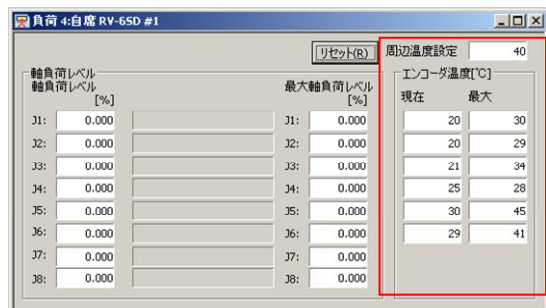 負荷 4:自席 RV-6SD #1
リセット(R) 周辺温度設定 40
軸負荷レベル エンコーダ温度[℃]
軸負荷レベル 最大軸負荷レベル 現在 最大
[%] [%]
J1: 0.000 J1: 0.000 20 30
J2: 0.000 J2: 0.000 20 29
J3: 0.000 J3: 0.000 21 34
J4: 0.000 J4: 0.000 25 28
J5: 0.000 J5: 0.000 30 45
J6: 0.000 J6: 0.000 29 41
J7: 0.000 J7: 0.000
J8: 0.000 J8: 0.000